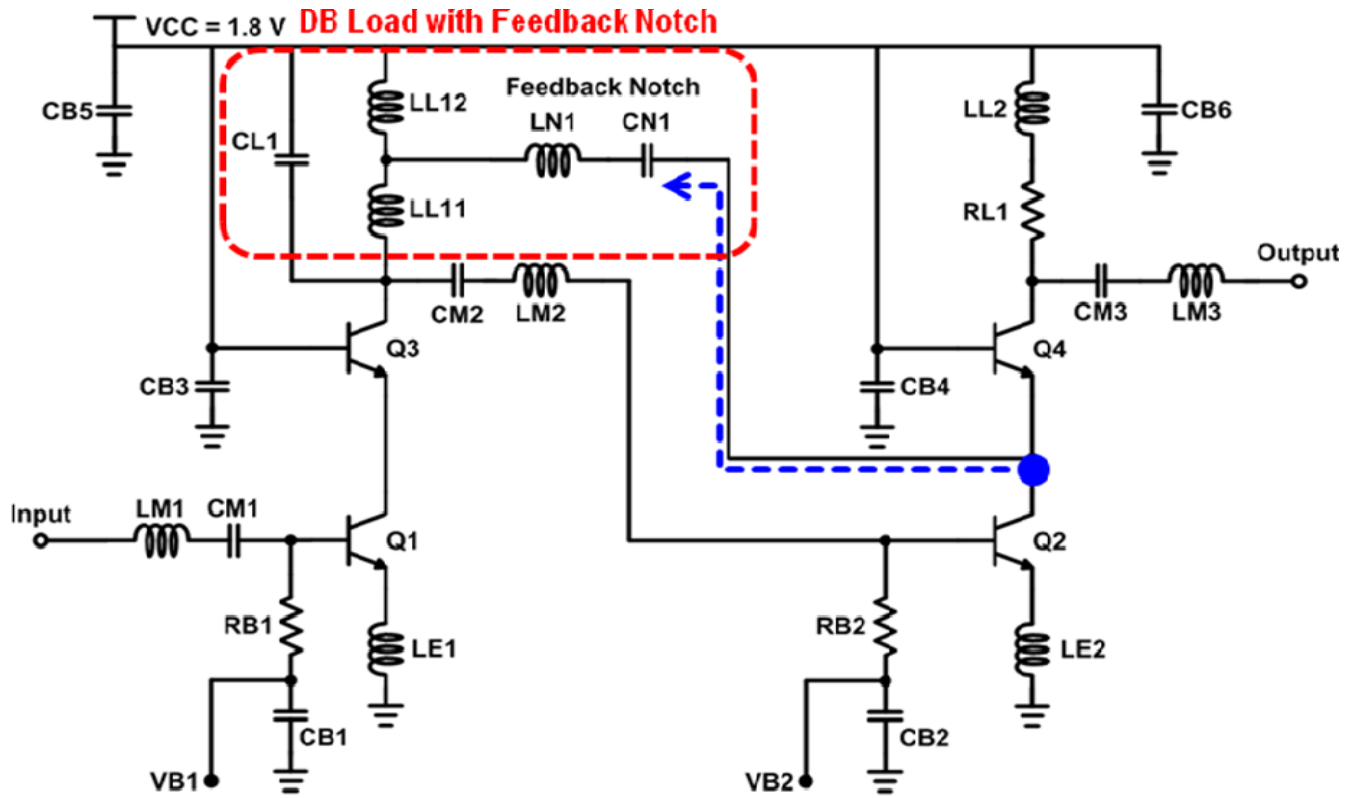 VCC = 1.8 V DB Load with Feedback Notch
Feedback Notch
LL12
LN1 CN1
CB5
CL1
LL11
LL2
CB6
RL1
Output
CM2 LM2
CM3 LM3
Q3
Q4
CB3
CB4
Input
LM1 CM1
Q1
Q2
RB1
LE1
RB2
LE2
CB1
CB2
VB1
VB2